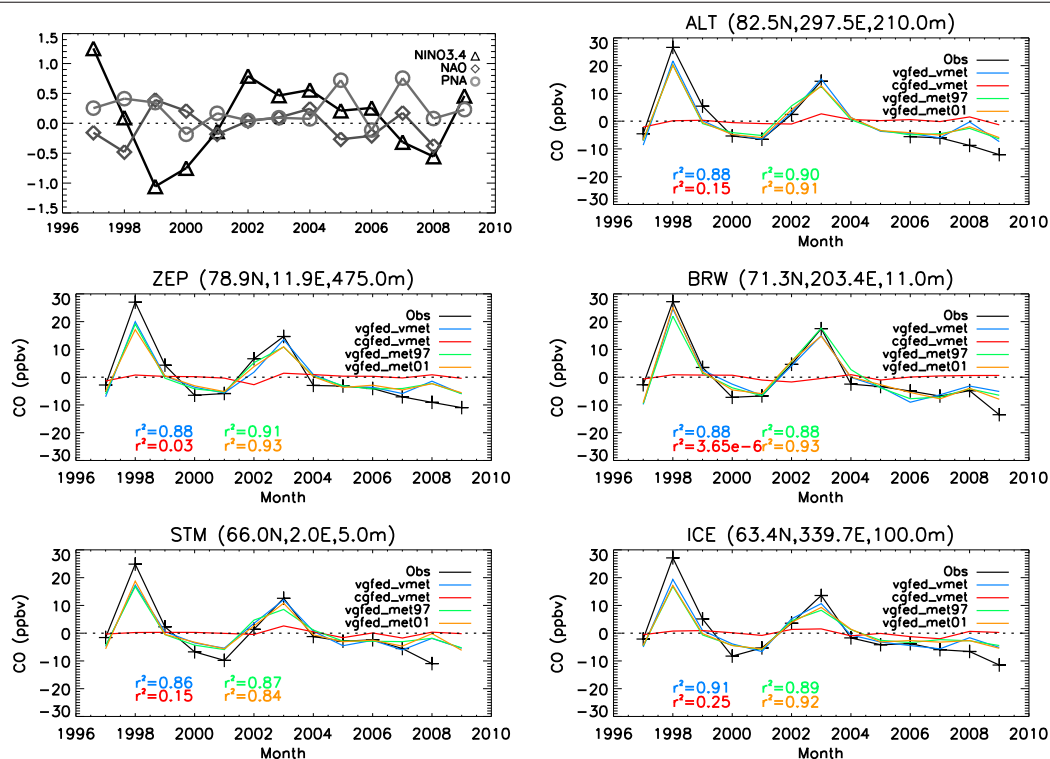 1.5
1.0
0.5
0.0
-0.5
-1.0
-1.5
NINO3.4
NAO
PNA
1996 1998 2000 2002 2004 2006 2008 2010
ALT (82.5N,297.5E,210.0m)
CO (ppbv)
30
20
10
0
-10
-20
-30
Obs
vgfed_vmet
cgfed_vmet
vgfed_met97
vgfed_met01
r²=0.88 r²=0.90
r²=0.15 r²=0.91
1996 1998 2000 2002 2004 2006 2008 2010
Month
ZEP (78.9N,11.9E,475.0m)
CO (ppbv)
30
20
10
0
-10
-20
-30
Obs
vgfed_vmet
cgfed_vmet
vgfed_met97
vgfed_met01
r²=0.88 r²=0.91
r²=0.03 r²=0.93
1996 1998 2000 2002 2004 2006 2008 2010
Month
BRW (71.3N,203.4E,11.0m)
CO (ppbv)
30
20
10
0
-10
-20
-30
Obs
vgfed_vmet
cgfed_vmet
vgfed_met97
vgfed_met01
r²=0.88 r²=0.88
r²=3.65e-6 r²=0.93
1996 1998 2000 2002 2004 2006 2008 2010
Month
STM (66.0N,2.0E,5.0m)
CO (ppbv)
30
20
10
0
-10
-20
-30
Obs
vgfed_vmet
cgfed_vmet
vgfed_met97
vgfed_met01
r²=0.86 r²=0.87
r²=0.15 r²=0.84
1996 1998 2000 2002 2004 2006 2008 2010
Month
ICE (63.4N,339.7E,100.0m)
CO (ppbv)
30
20
10
0
-10
-20
-30
Obs
vgfed_vmet
cgfed_vmet
vgfed_met97
vgfed_met01
r²=0.91 r²=0.89
r²=0.25 r²=0.92
1996 1998 2000 2002 2004 2006 2008 2010
Month